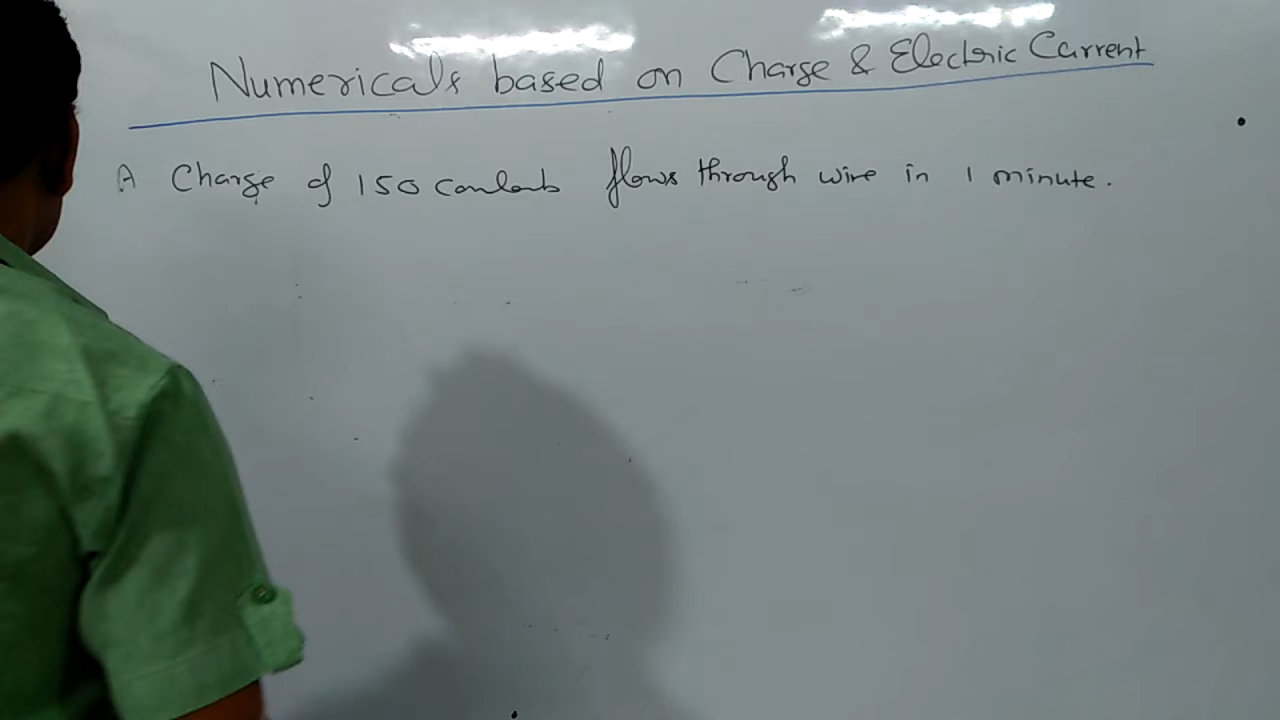 Numericals based on Charge & Electric Current
A Charge of 150 coulomb flows through wire in 1 minute.